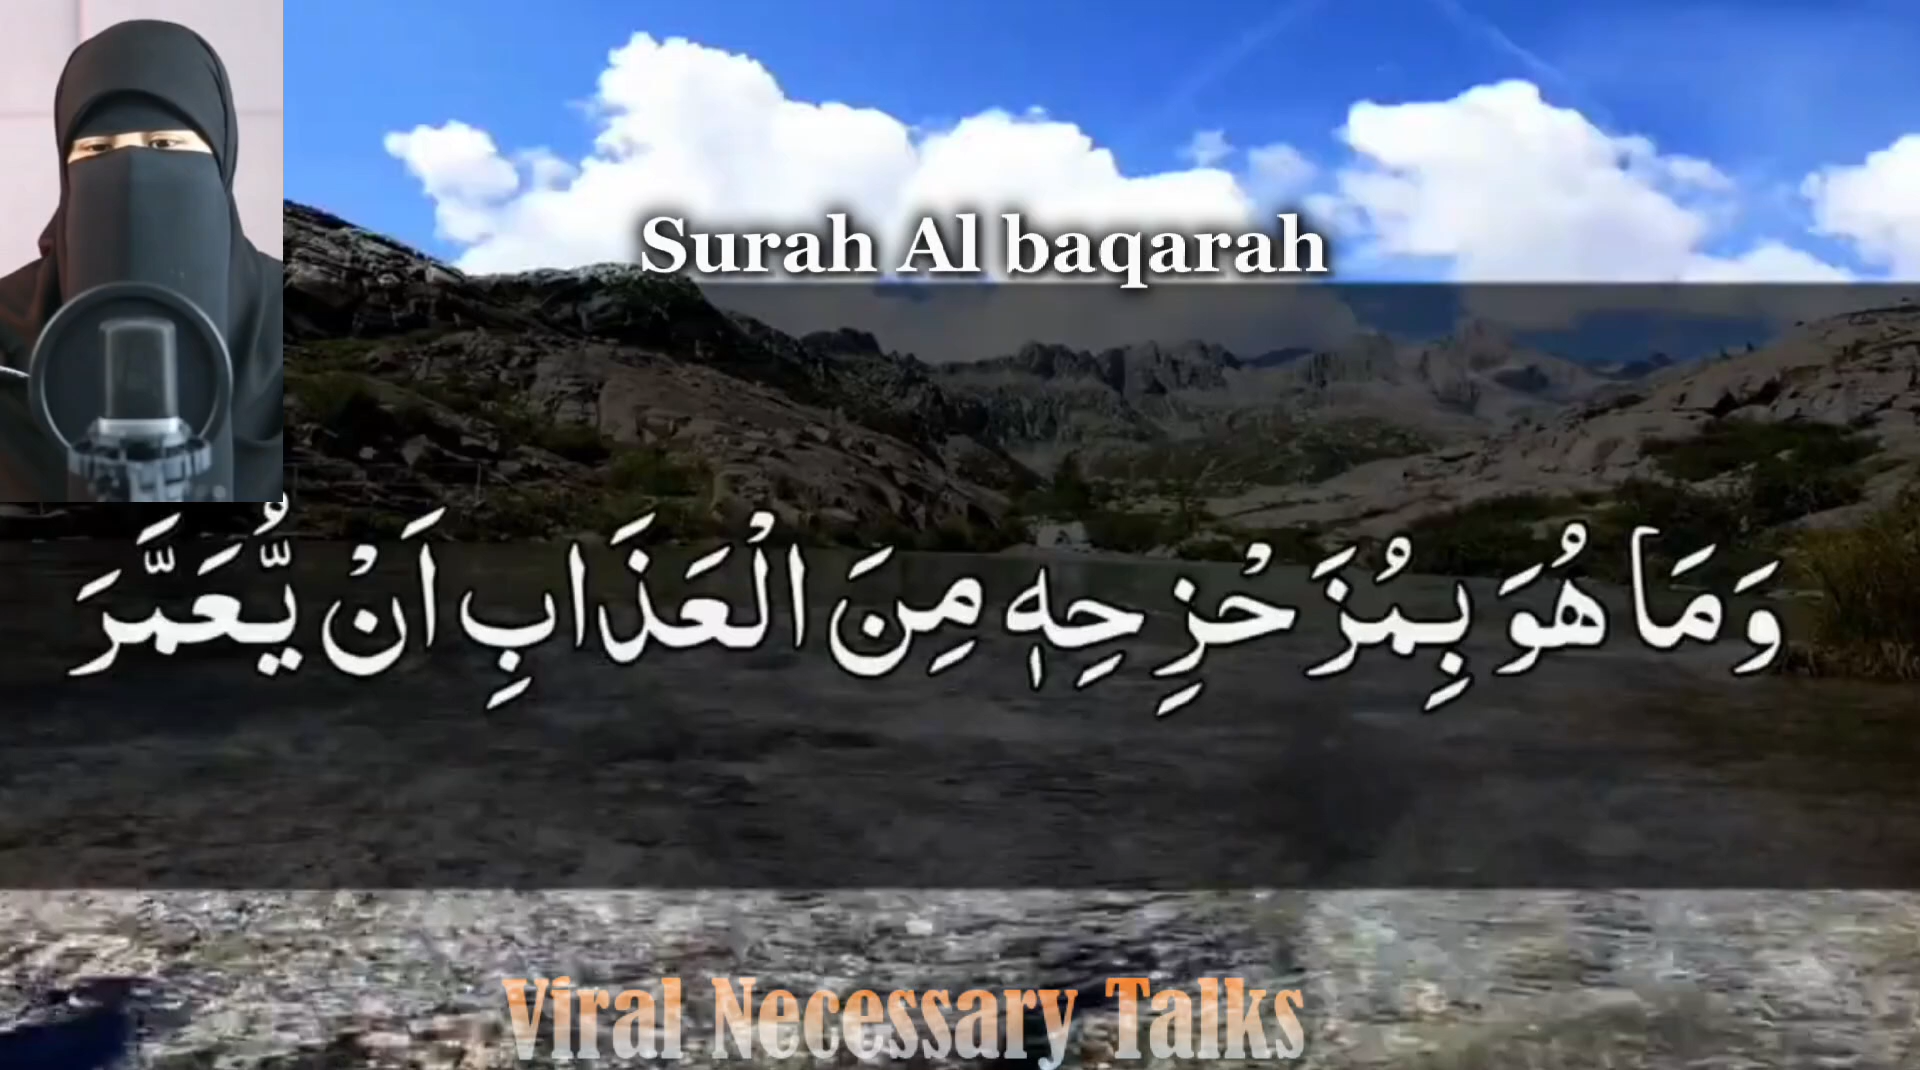 Surah Al baqarah
وَمَا هُوَ بِمُزَحْزِحِهٖ مِنَ الْعَذَابِ اَنْ يُّعَمَّرَ
Viral Necessary Talks